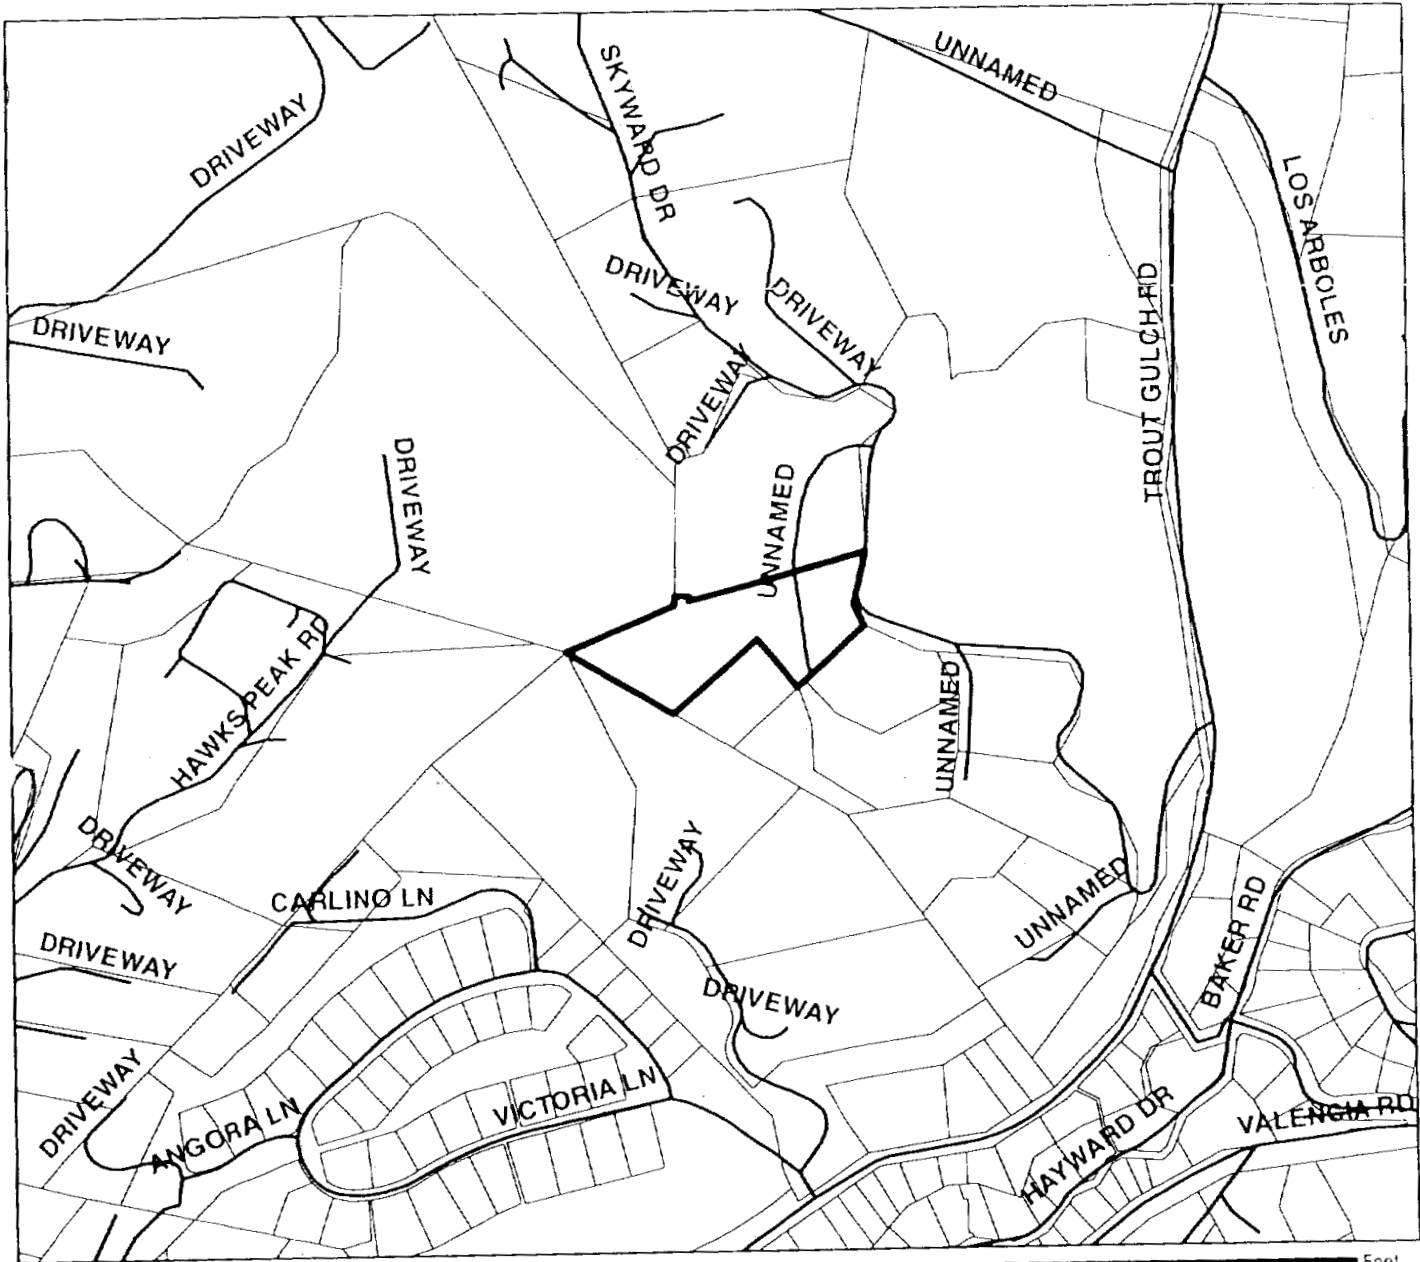 UNNAMED
SKYWARD DR
DRIVEWAY
LOS ARBOLES
DRIVEWAY
DRIVEWAY
TROUT GULCH RD
DRIVEWAY
DRIVEWAY
DRIVEWAY
DRIVEWAY
UNNAMED
HAWKS PEAK RD
UNNAMED
DRIVEWAY
DRIVEWAY
UNNAMED
CARLINO LN
BAKER RD
DRIVEWAY
DRIVEWAY
DRIVEWAY
ANGORA LN
VICTORIA LN
HAYWARD DR
VALENCIA RD
Feet